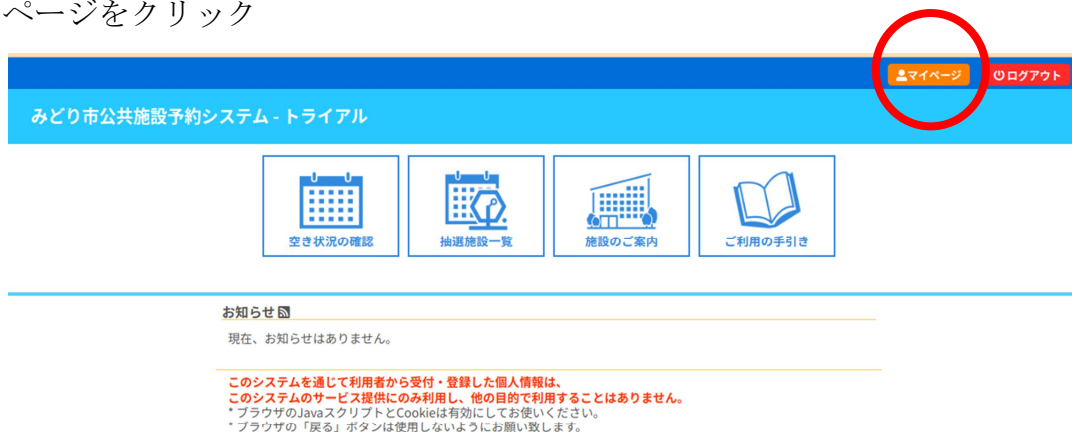 ページをクリック
マイページ
ログアウト
みどり市公共施設予約システム - トライアル
空き状況の確認
抽選施設一覧
施設のご案内
ご利用の手引き
お知らせ
現在、お知らせはありません。
このシステムを通じて利用者から受付・登録した個人情報は、
このシステムのサービス提供にのみ利用し、他の目的で利用することはありません。
* ブラウザのJavaスクリプトとCookieは有効にしてお使いください。
* ブラウザの「戻る」ボタンは使用しないようにお願い致します。